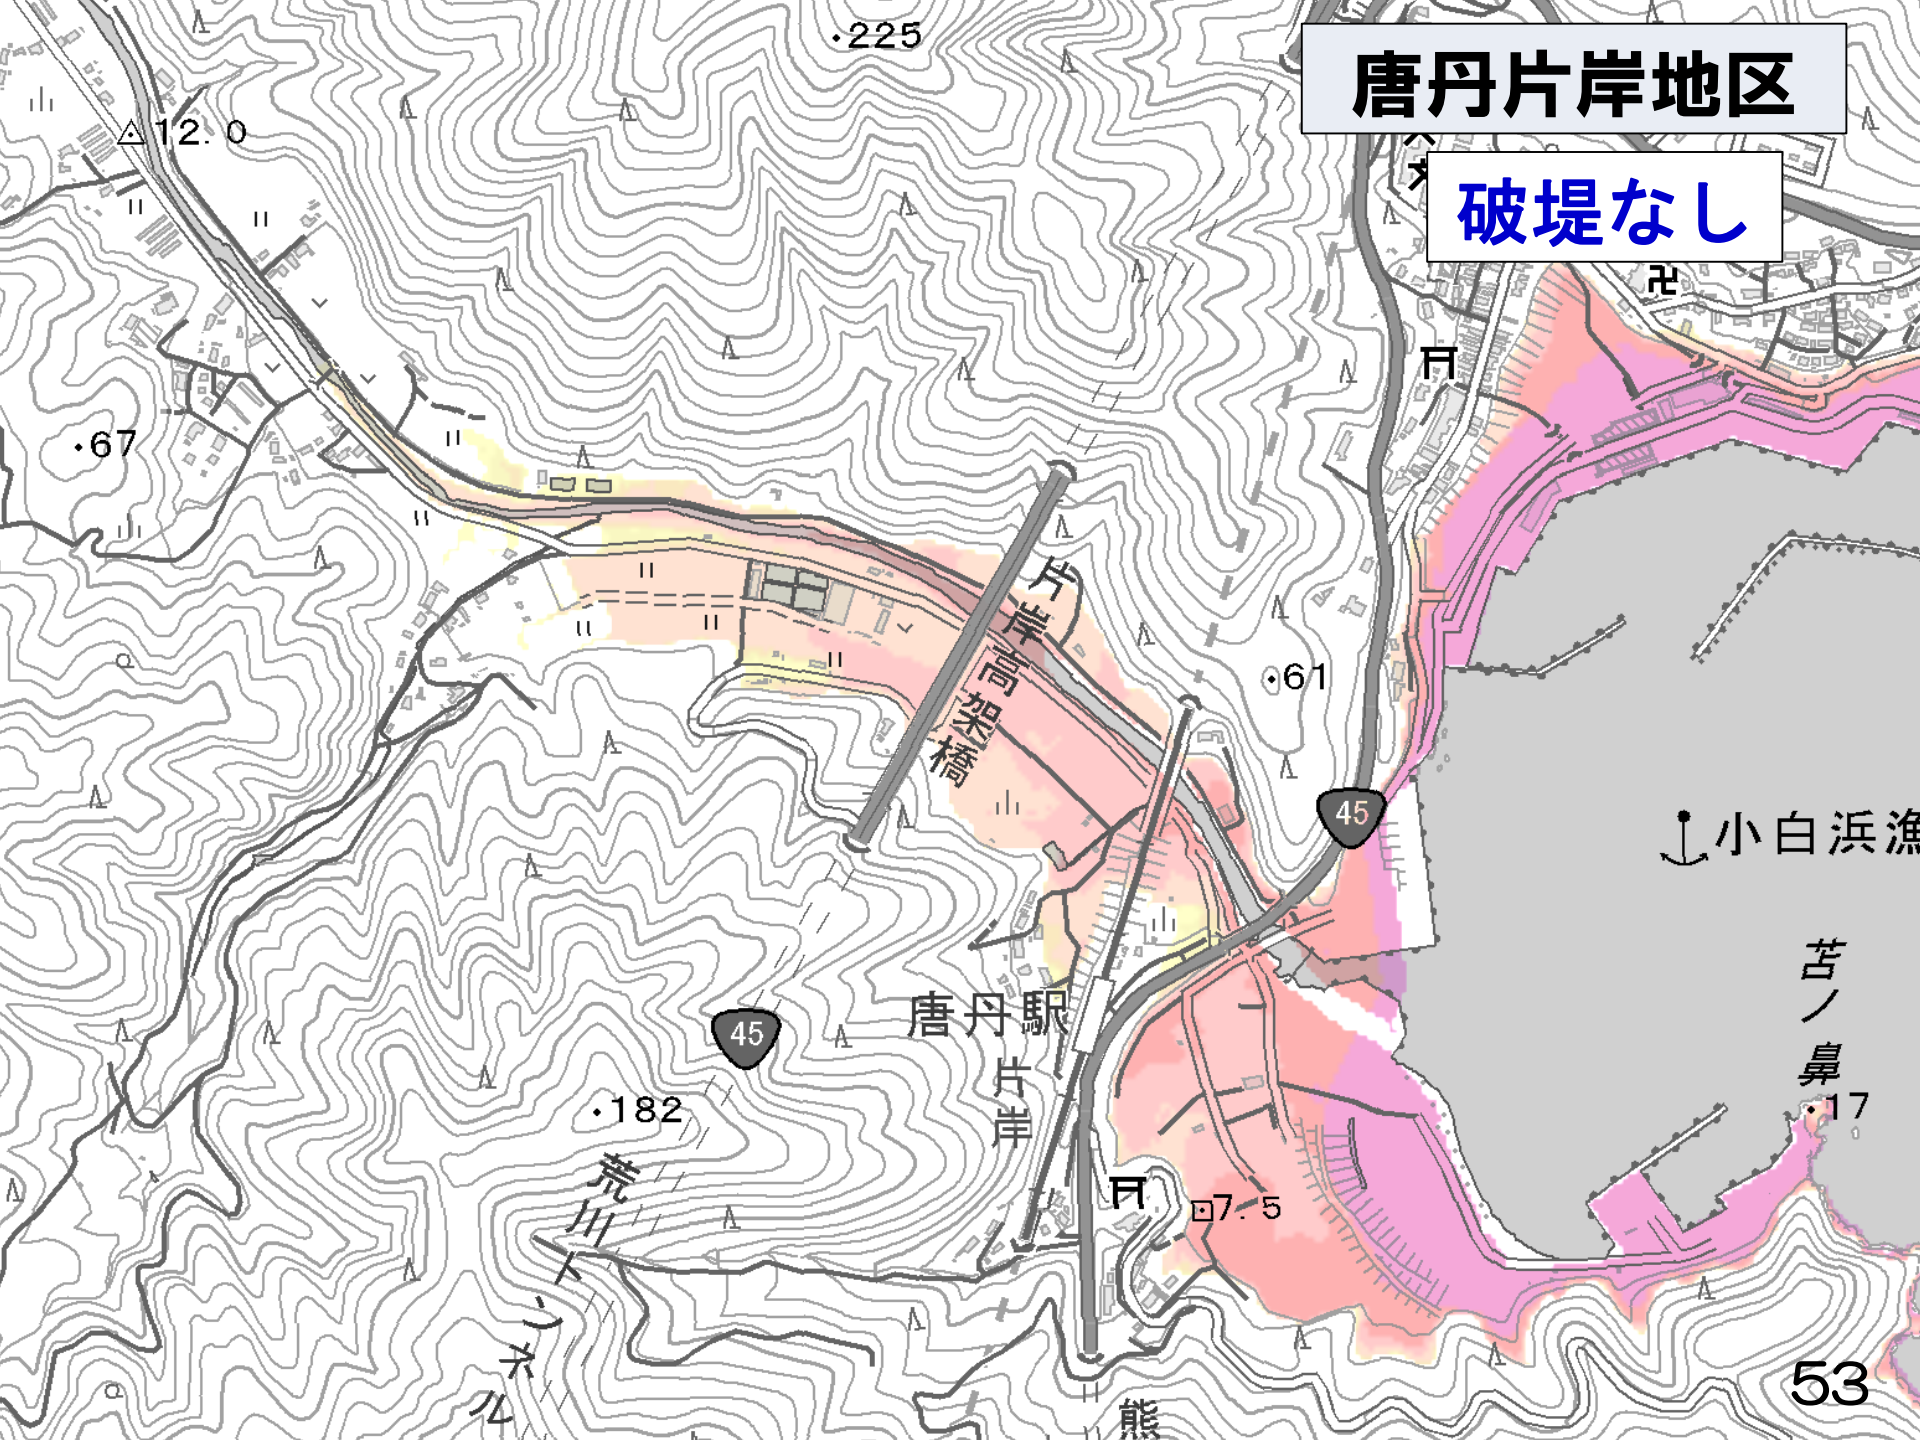 唐丹片岸地区
破堤なし
225
12.0
67
片岸高架橋
61
45
小白浜漁
苫ノ鼻
17
唐丹駅
片岸
45
182
荒川トンネル
7.5
熊
53